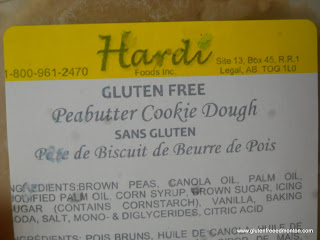 Hardi
Foods Inc.
Site 13, Bbx 45, R.R.1
1-800-961-2470
Legal, AB. TOG 1L0
GLUTEN FREE
Peabutter Cookie Dough
SANS GLUTEN
Pâte de Biscuit de Beurre de Pois
INGREDIENTS:BROWN PEAS, CANOLA OIL, PALM OIL,
MODIFIED PALM OIL, CORN SYRUP, BROWN SUGAR, ICING
SUGAR (CONTAINS CORNSTARCH), VANILLA, BAKING
SODA, SALT, MONO- & DIGLYCERIDES, CITRIC ACID
POIS BRUNS, HUILE DE CANOLA, HUILE DE
www.glutenfreeedmonton.com